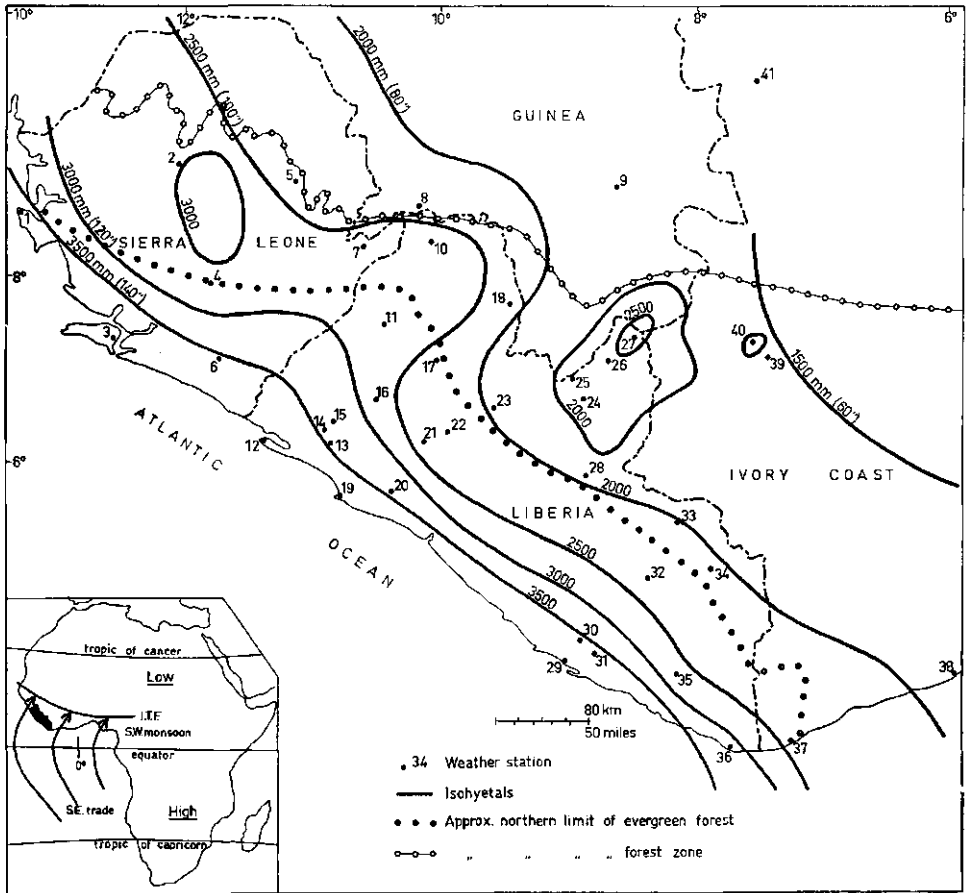 10°
12°
10°
8°
6°
2500 mm (100")
2000 mm (80")
41
GUINEA
2
5
9
8
3000
3000 mm (120")
7
10
SIERRA LEONE
3500 mm (140")
4
8°
18
2500
11
27
40
3
26
39
6
17
25
1500 mm (60")
16
24
2000
23
ATLANTIC
14
15
22
21
12
13
6°
28
IVORY COAST
20
2000
19
LIBERIA
33
OCEAN
2500
32
34
3000
3500
30
tropic of cancer
29
31
35
38
Low
80 km
50 miles
I.T.F.
S.W. monsoon
36
37
equator
0°
34 Weather station
Isohyetals
S.E. trade
High
Approx. northern limit of evergreen forest
tropic of capricorn
" " " " forest zone